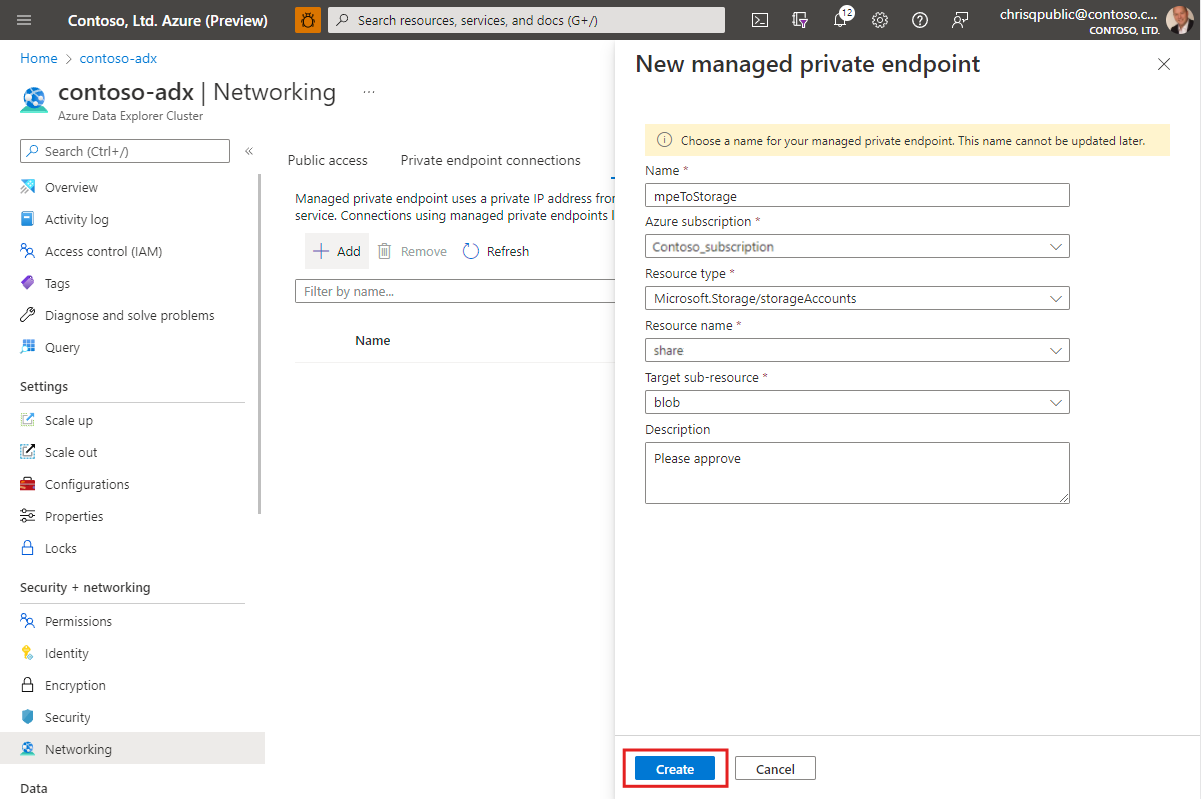 Contoso, Ltd. Azure (Preview)
Search resources, services, and docs (G+/)
12
chrisqpublic@contoso.c...
CONTOSO, LTD.
Home > contoso-adx
contoso-adx | Networking ...
Azure Data Explorer Cluster
Search (Ctrl+/)
«
Overview
Activity log
Access control (IAM)
Tags
Diagnose and solve problems
Query
Settings
Scale up
Scale out
Configurations
Properties
Locks
Security + networking
Permissions
Identity
Encryption
Security
Networking
Data
Public access
Private endpoint connections
Managed private endpoint uses a private IP address from
service. Connections using managed private endpoints
Add
Remove
Refresh
Filter by name...
Name
New managed private endpoint
Choose a name for your managed private endpoint. This name cannot be updated later.
Name *
mpeToStorage
Azure subscription *
Contoso_subscription
Resource type *
Microsoft.Storage/storageAccounts
Resource name *
share
Target sub-resource *
blob
Description
Please approve
Create
Cancel